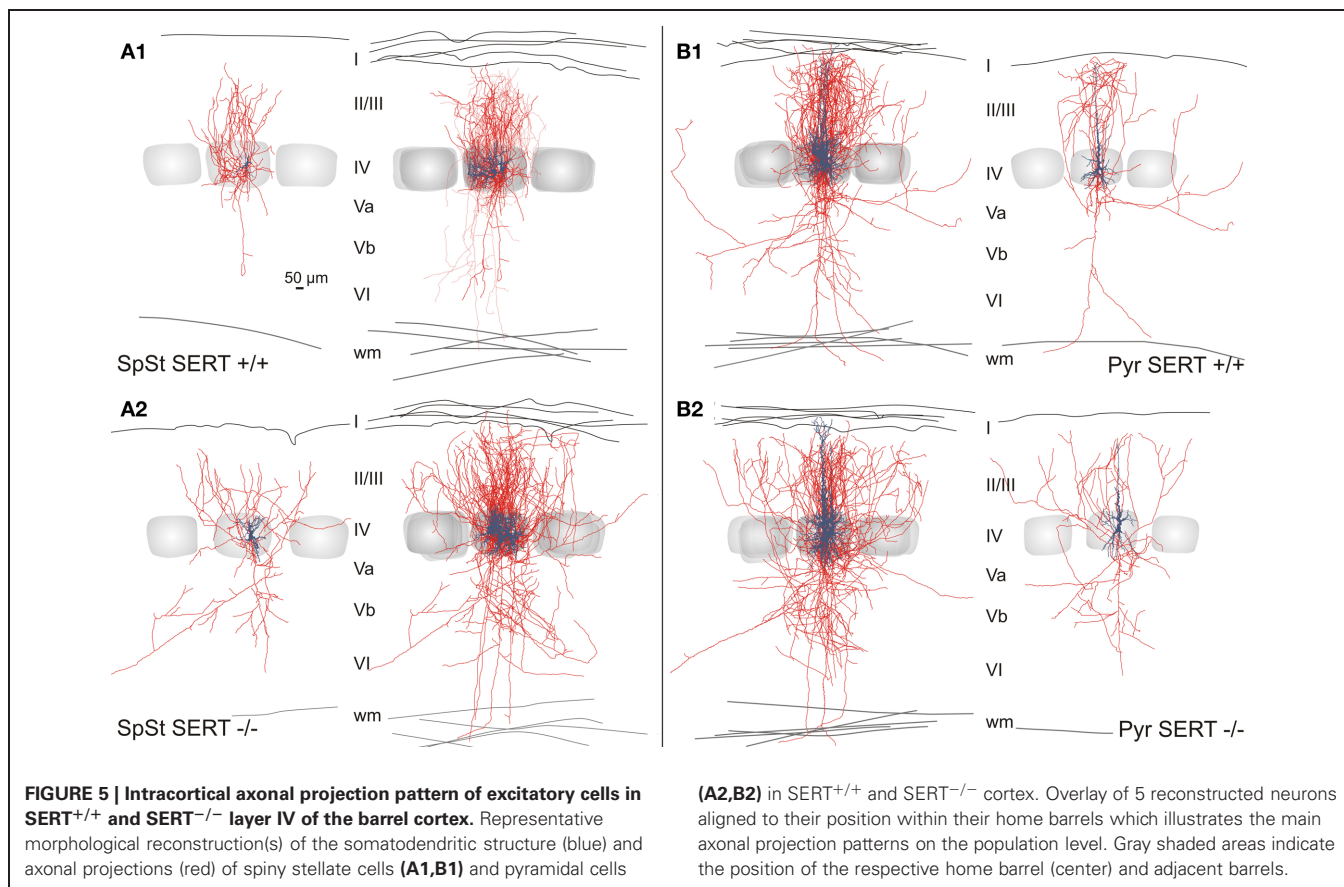 A1
I
II/III
IV
Va
Vb
50 µm
VI
wm
SpSt SERT +/+
B1
I
II/III
IV
Va
Vb
VI
wm
Pyr SERT +/+
A2
I
II/III
IV
Va
Vb
VI
wm
SpSt SERT -/-
B2
I
II/III
IV
Va
Vb
VI
wm
Pyr SERT -/-
FIGURE 5 | Intracortical axonal projection pattern of excitatory cells in
SERT+/+ and SERT−/− layer IV of the barrel cortex. Representative
morphological reconstruction(s) of the somatodendritic structure (blue) and
axonal projections (red) of spiny stellate cells (A1,B1) and pyramidal cells
(A2,B2) in SERT+/+ and SERT−/− cortex. Overlay of 5 reconstructed neurons
aligned to their position within their home barrels which illustrates the main
axonal projection patterns on the population level. Gray shaded areas indicate
the position of the respective home barrel (center) and adjacent barrels.